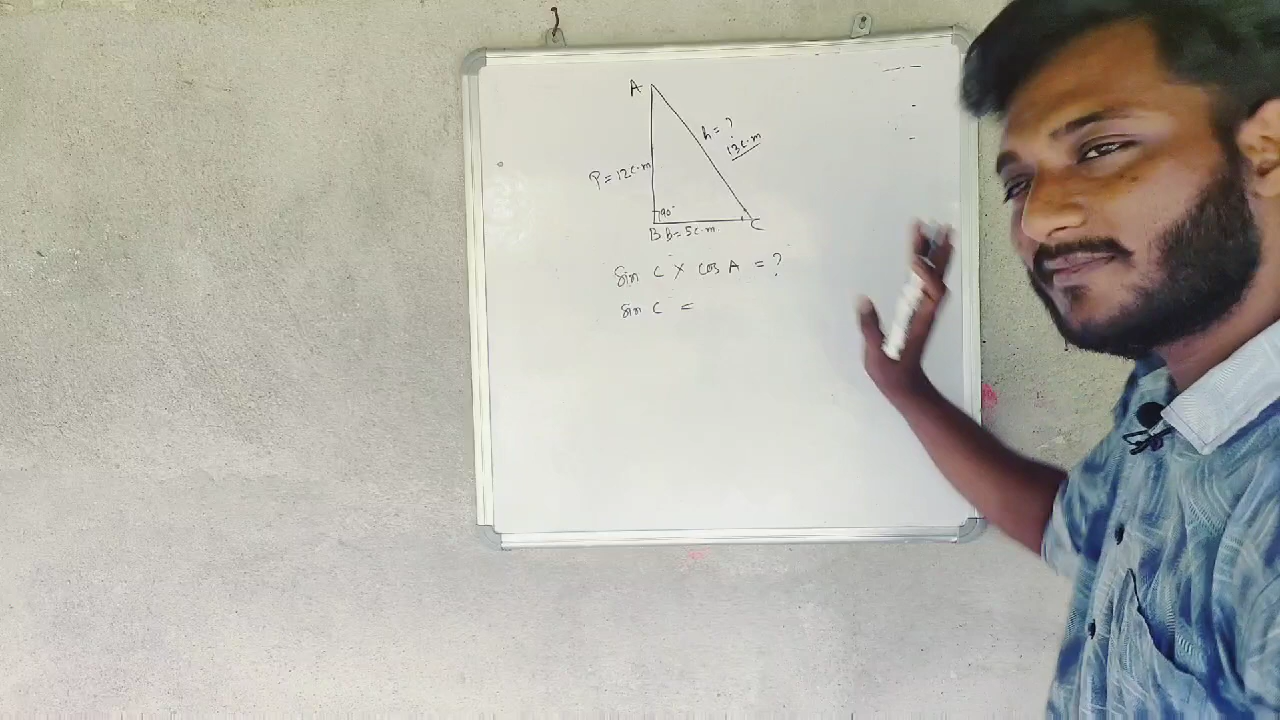 A
h = ?
13 c.m
P = 12 c.m
90°
B b = 5 c.m.
C
Sin C × Cos A = ?
Sin C =